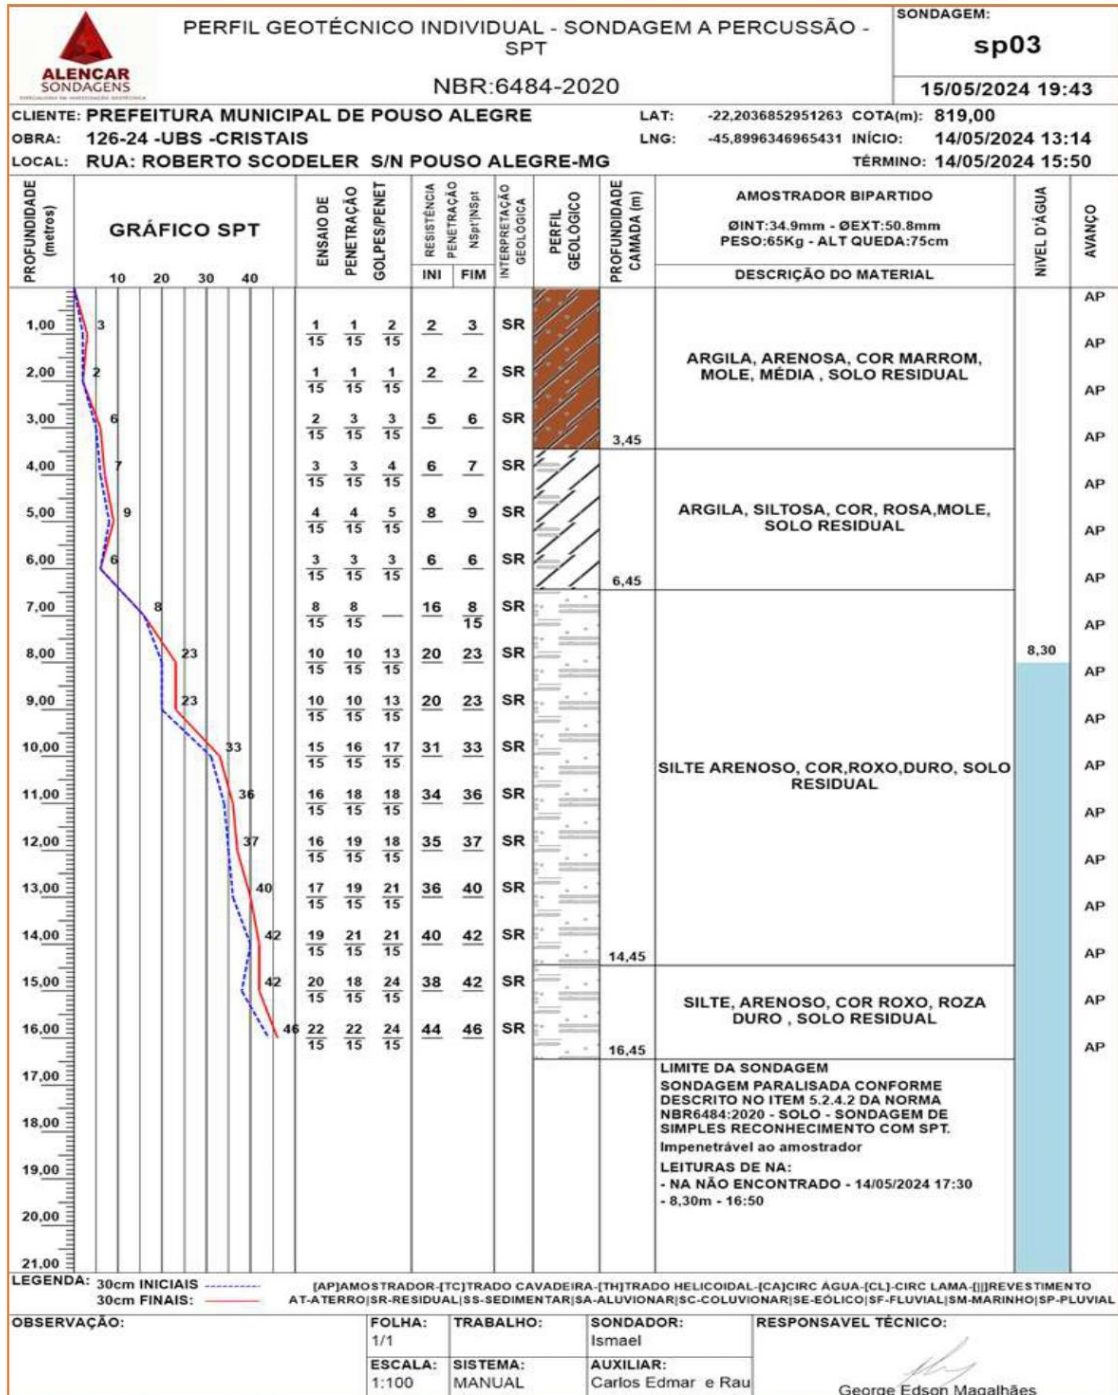 ALENCAR
SONDAGENS
PERFIL GEOTÉCNICO INDIVIDUAL - SONDAGEM A PERCUSSÃO -
SPT
NBR:6484-2020
SONDAGEM:
sp03
15/05/2024 19:43
CLIENTE: PREFEITURA MUNICIPAL DE POUSO ALEGRE
OBRA: 126-24 -UBS -CRISTAIS
LOCAL: RUA: ROBERTO SCODELER S/N POUSO ALEGRE-MG
LAT: -22,2036852951263 COTA(m): 819,00
LNG: -45,8996346965431 INÍCIO: 14/05/2024 13:14
TÉRMINO: 14/05/2024 15:50
PROFUNDIDADE
(metros)
GRÁFICO SPT
10 20 30 40
ENSAIO DE
PENETRAÇÃO
GOLPES/PENET
RESISTÊNCIA
PENETRAÇÃO
NSpt'|NSpt
INI FIM
INTERPRETAÇÃO
GEOLÓGICA
PERFIL
GEOLÓGICO
PROFUNDIDADE
CAMADA (m)
AMOSTRADOR BIPARTIDO
ØINT:34.9mm - ØEXT:50.8mm
PESO:65Kg - ALT QUEDA:75cm
DESCRIÇÃO DO MATERIAL
NíVEL D'ÁGUA
AVANÇO
AP
1,00 3 1/15 1/15 2/15 2 3 SR AP
2,00 2 1/15 1/15 1/15 2 2 SR AP
3,00 6 2/15 3/15 3/15 5 6 SR AP
4,00 7 3/15 3/15 4/15 6 7 SR AP
5,00 9 4/15 4/15 5/15 8 9 SR AP
6,00 6 3/15 3/15 3/15 6 6 SR AP
7,00 8 8/15 8/15 16 8/15 SR AP
8,00 23 10/15 10/15 13/15 20 23 SR AP
9,00 23 10/15 10/15 13/15 20 23 SR AP
10,00 33 15/15 16/15 17/15 31 33 SR AP
11,00 36 16/15 18/15 18/15 34 36 SR AP
12,00 37 16/15 19/15 18/15 35 37 SR AP
13,00 40 17/15 19/15 21/15 36 40 SR AP
14,00 42 19/15 21/15 21/15 40 42 SR AP
15,00 42 20/15 18/15 24/15 38 42 SR AP
16,00 46 22/15 22/15 24/15 44 46 SR AP
17,00
18,00
19,00
20,00
21,00
3,45
ARGILA, ARENOSA, COR MARROM,
MOLE, MÉDIA , SOLO RESIDUAL
6,45
ARGILA, SILTOSA, COR, ROSA,MOLE,
SOLO RESIDUAL
8,30
14,45
SILTE ARENOSO, COR,ROXO,DURO, SOLO
RESIDUAL
16,45
SILTE, ARENOSO, COR ROXO, ROZA
DURO , SOLO RESIDUAL
LIMITE DA SONDAGEM
SONDAGEM PARALISADA CONFORME
DESCRITO NO ITEM 5.2.4.2 DA NORMA
NBR6484:2020 - SOLO - SONDAGEM DE
SIMPLES RECONHECIMENTO COM SPT.
Impenetrável ao amostrador
LEITURAS DE NA:
- NA NÃO ENCONTRADO - 14/05/2024 17:30
- 8,30m - 16:50
LEGENDA: 30cm INICIAIS
30cm FINAIS:
[AP]AMOSTRADOR-[TC]TRADO CAVADEIRA-[TH]TRADO HELICOIDAL-[CA]CIRC ÁGUA-[CL]-CIRC LAMA-[||]REVESTIMENTO
AT-ATERRO|SR-RESIDUAL|SS-SEDIMENTAR|SA-ALUVIONAR|SC-COLUVIONAR|SE-EÓLICO|SF-FLUVIAL|SM-MARINHO|SP-PLUVIAL
OBSERVAÇÃO:
FOLHA:
1/1
TRABALHO:
SONDADOR:
Ismael
RESPONSAVEL TÉCNICO:
ESCALA:
1:100
SISTEMA:
MANUAL
AUXILIAR:
Carlos Edmar e Rau
George Edson Magalhães